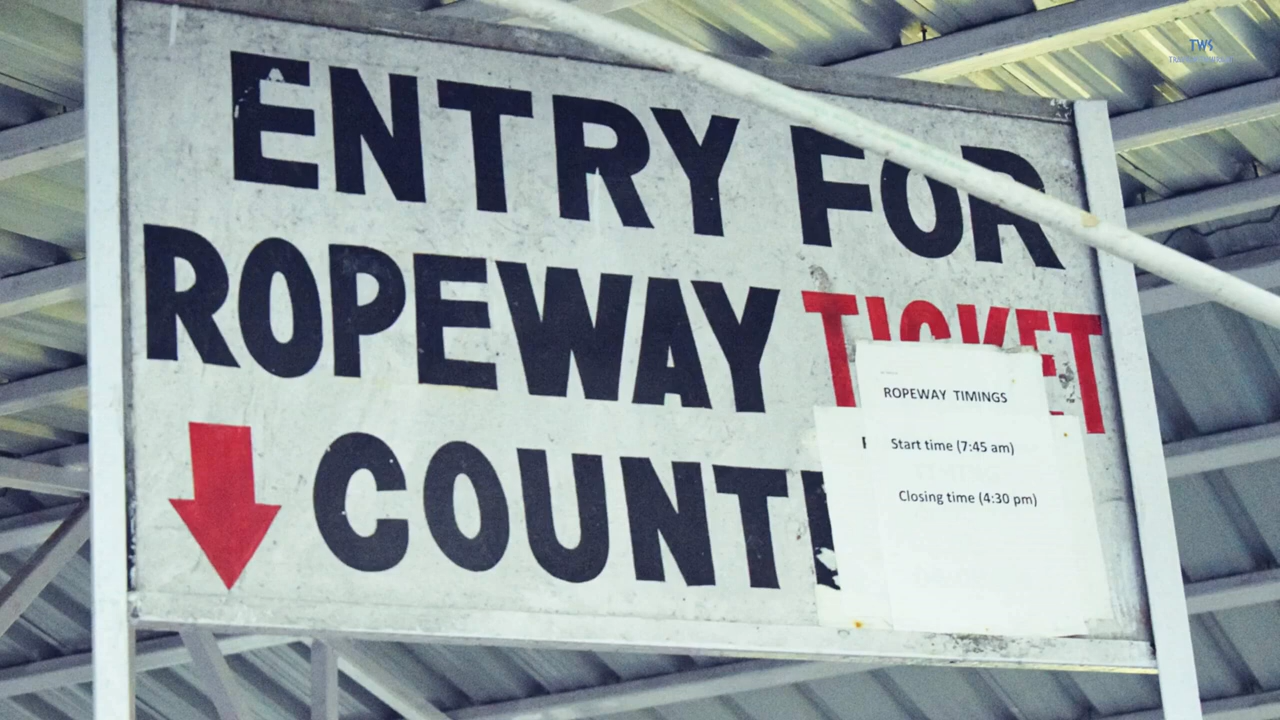 TWS
ENTRY FOR
ROPEWAY TICKET
COUNT
ROPEWAY TIMINGS
Start time (7:45 am)
Closing time (4:30 pm)